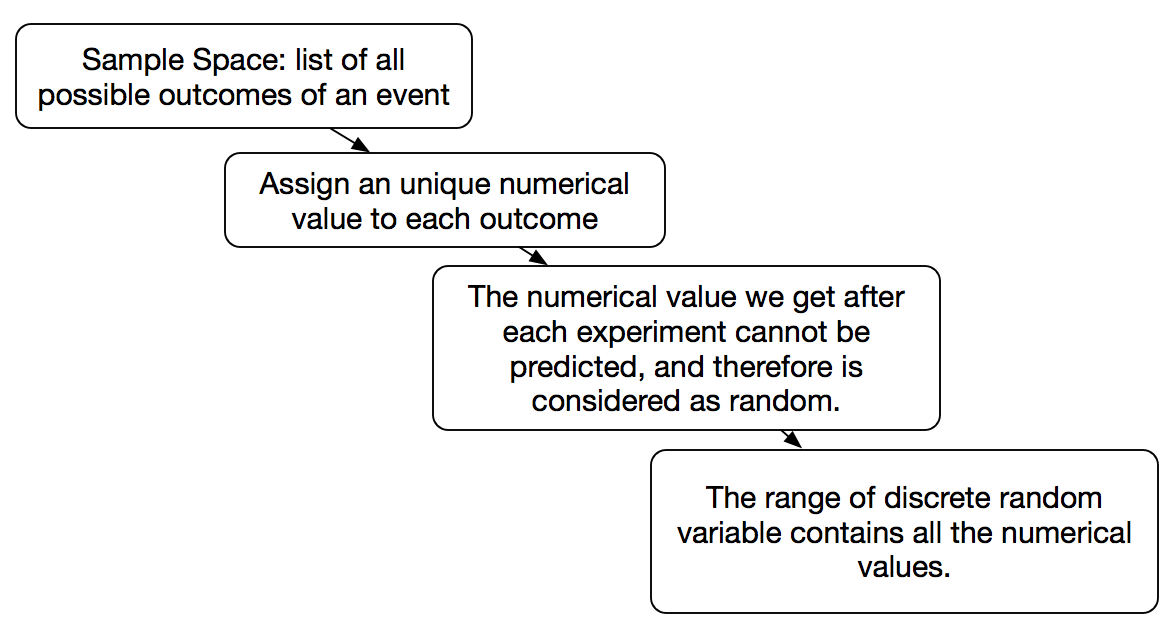 Sample Space: list of all
possible outcomes of an event
Assign an unique numerical
value to each outcome
The numerical value we get after
each experiment cannot be
predicted, and therefore is
considered as random.
The range of discrete random
variable contains all the numerical
values.